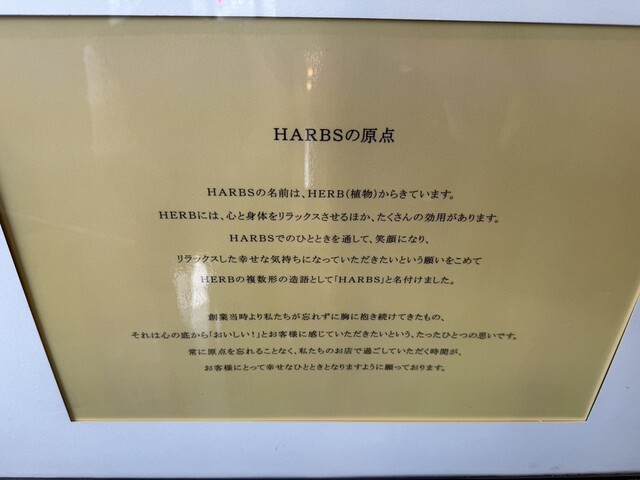 HARBSの原点
HARBSの名前は、HERB(植物)からきています。
HERBには、心と身体をリラックスさせるほか、たくさんの効用があります。
HARBSでのひとときを通して、笑顔になり、
リラックスした幸せな気持ちになっていただきたいという願いをこめて
HERBの複数形の造語として「HARBS」と名付けました。
創業当時より私たちが忘れずに胸に抱き続けてきたもの、
それは心の底から「おいしい!」とお客様に感じていただきたいという、たったひとつの思いです。
常に原点を忘れることなく、私たちのお店で過ごしていただく時間が、
お客様にとって幸せなひとときとなりますように願っております。